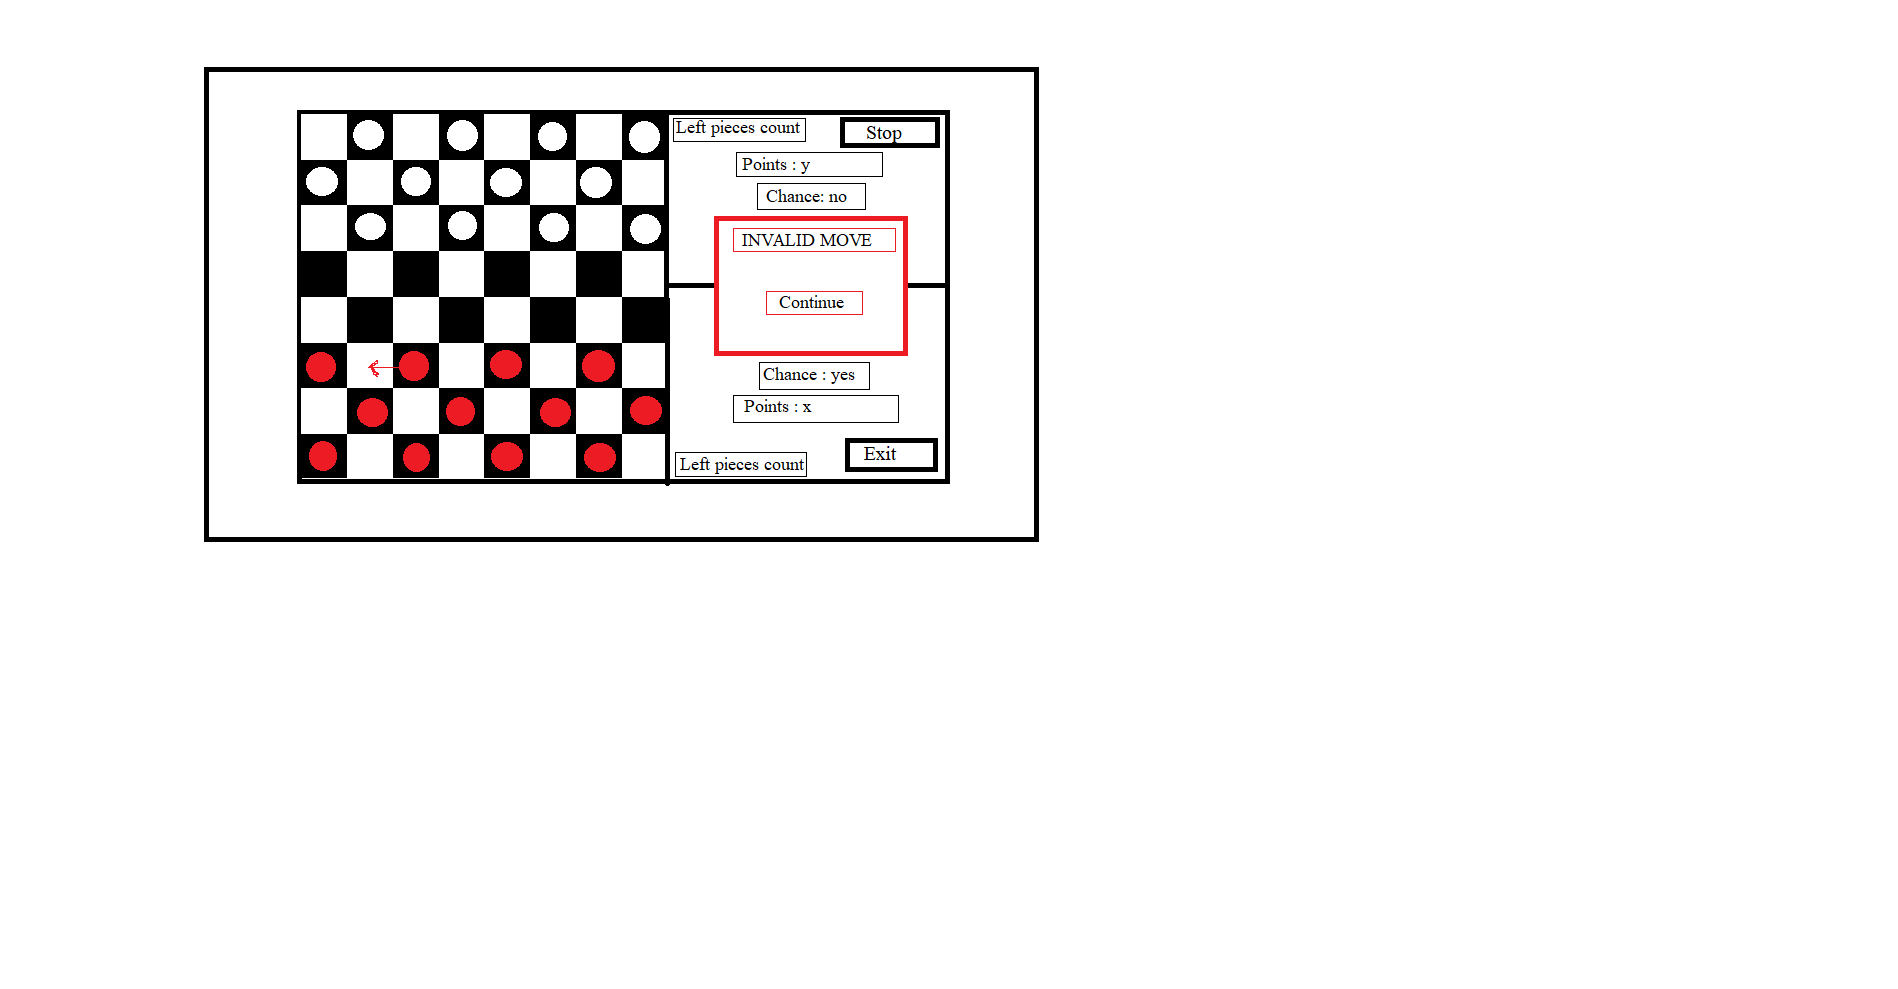 Left pieces count
Stop
Points : y
Chance: no
INVALID MOVE
Continue
Chance : yes
Points : x
Exit
Left pieces count